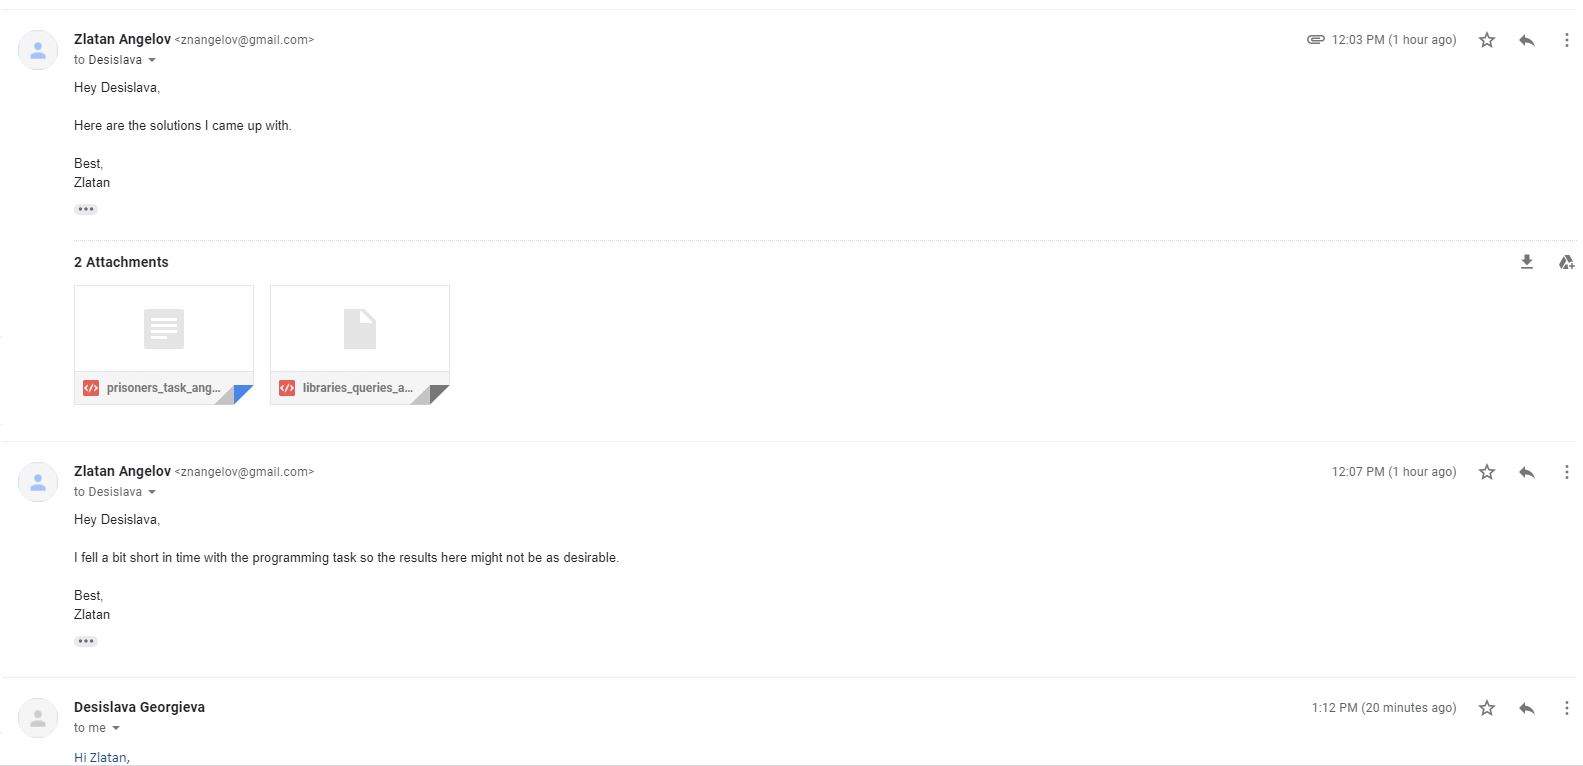 Zlatan Angelov <znangelov@gmail.com>
12:03 PM (1 hour ago)
to Desislava
Hey Desislava,
Here are the solutions I came up with.
Best,
Zlatan
2 Attachments
prisoners_task_ang...
libraries_queries_a...
Zlatan Angelov <znangelov@gmail.com>
12:07 PM (1 hour ago)
to Desislava
Hey Desislava,
I fell a bit short in time with the programming task so the results here might not be as desirable.
Best,
Zlatan
Desislava Georgieva
1:12 PM (20 minutes ago)
to me
Hi Zlatan,